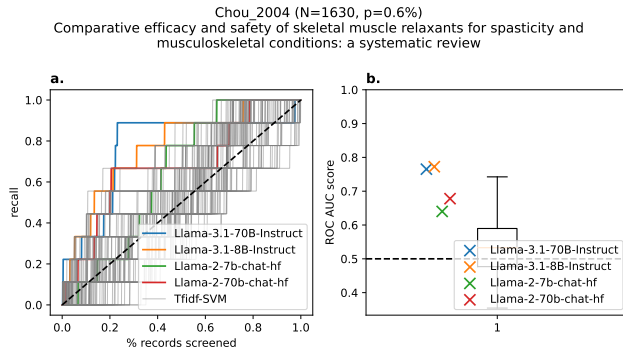 Chou_2004 (N=1630, p=0.6%)
Comparative efficacy and safety of skeletal muscle relaxants for spasticity and
musculoskeletal conditions: a systematic review
a.
1.0
0.8
0.6
0.4
0.2
0.0
recall
0.0 0.2 0.4 0.6 0.8 1.0
% records screened
Llama-3.1-70B-Instruct
Llama-3.1-8B-Instruct
Llama-2-7b-chat-hf
Llama-2-70b-chat-hf
Tfidf-SVM
b.
1.0
0.9
0.8
0.7
0.6
0.5
0.4
ROC AUC score
1
Llama-3.1-70B-Instruct
Llama-3.1-8B-Instruct
Llama-2-7b-chat-hf
Llama-2-70b-chat-hf